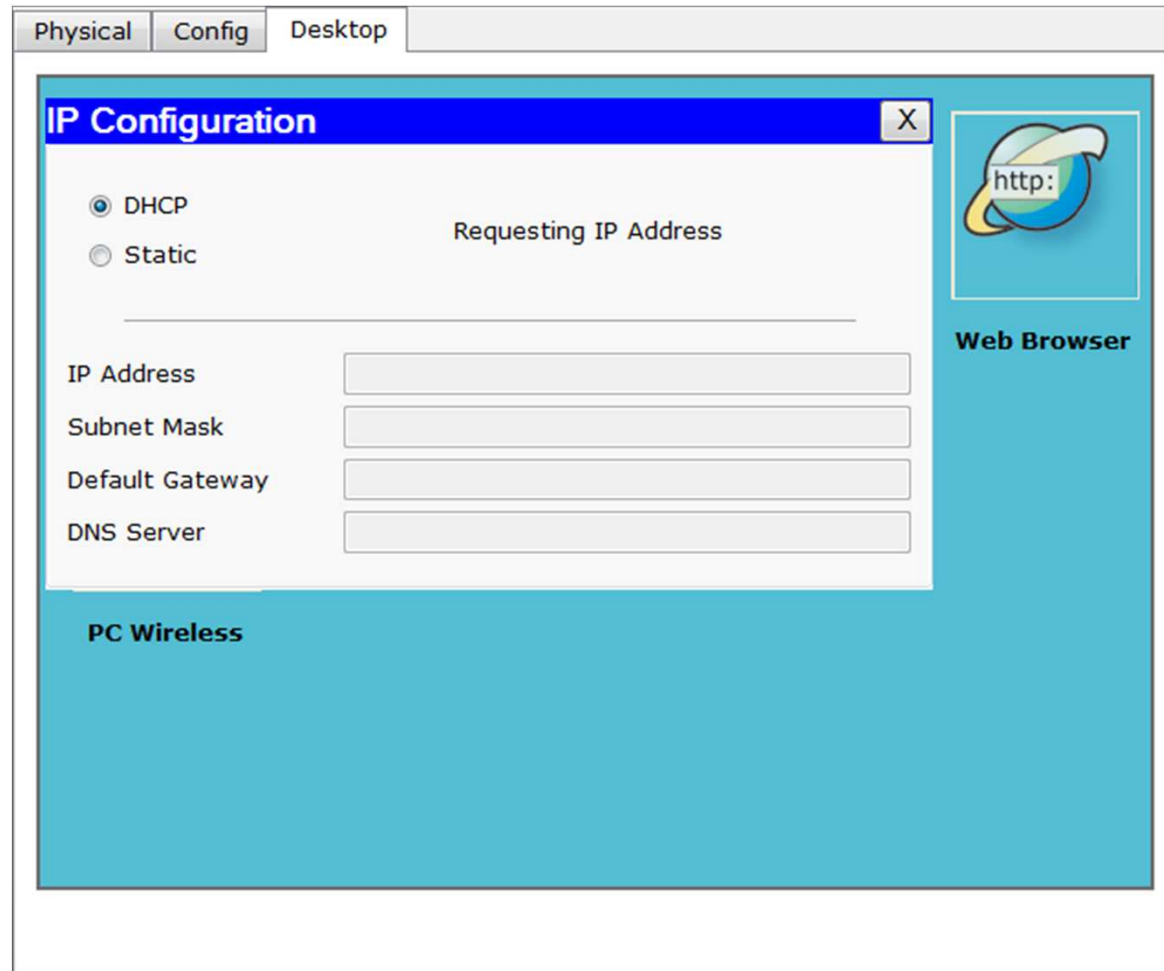 Physical Config Desktop
IP Configuration X
http:
DHCP
Requesting IP Address
Static
Web Browser
IP Address
Subnet Mask
Default Gateway
DNS Server
PC Wireless